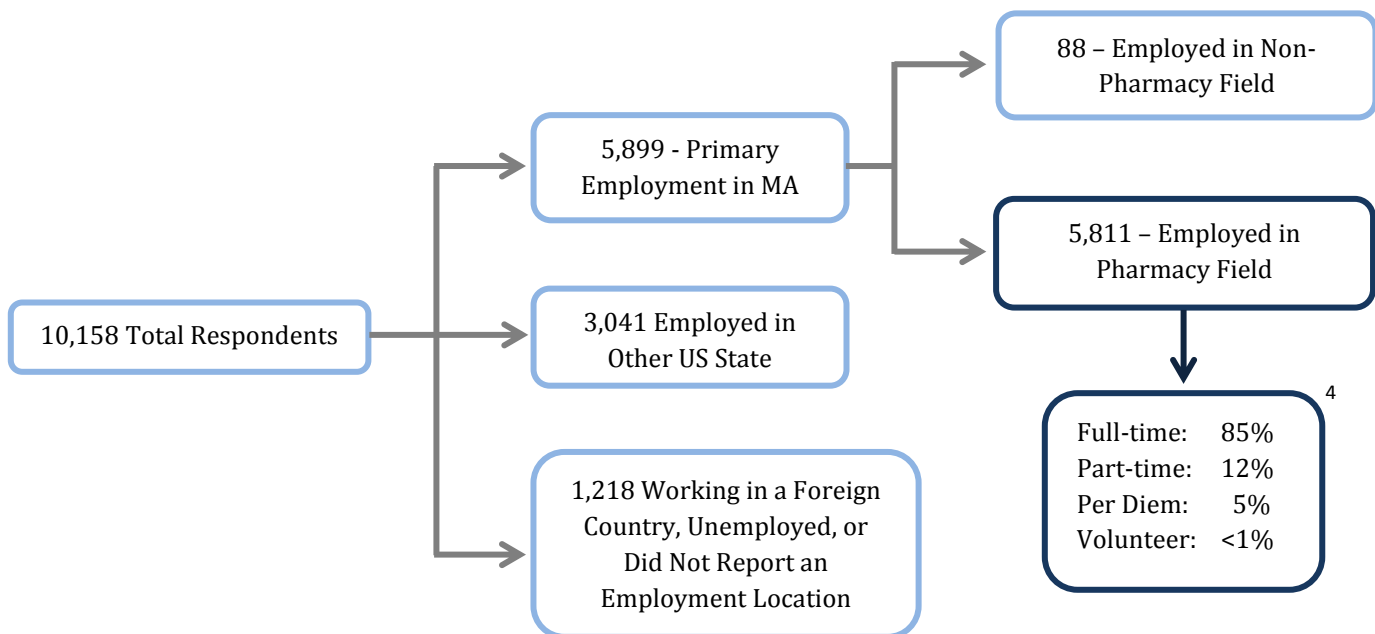 10,158 Total Respondents
5,899 - Primary
Employment in MA
3,041 Employed in
Other US State
1,218 Working in a Foreign
Country, Unemployed, or
Did Not Report an
Employment Location
88 – Employed in Non-
Pharmacy Field
5,811 – Employed in
Pharmacy Field
4
Full-time: 85%
Part-time: 12%
Per Diem: 5%
Volunteer: <1%